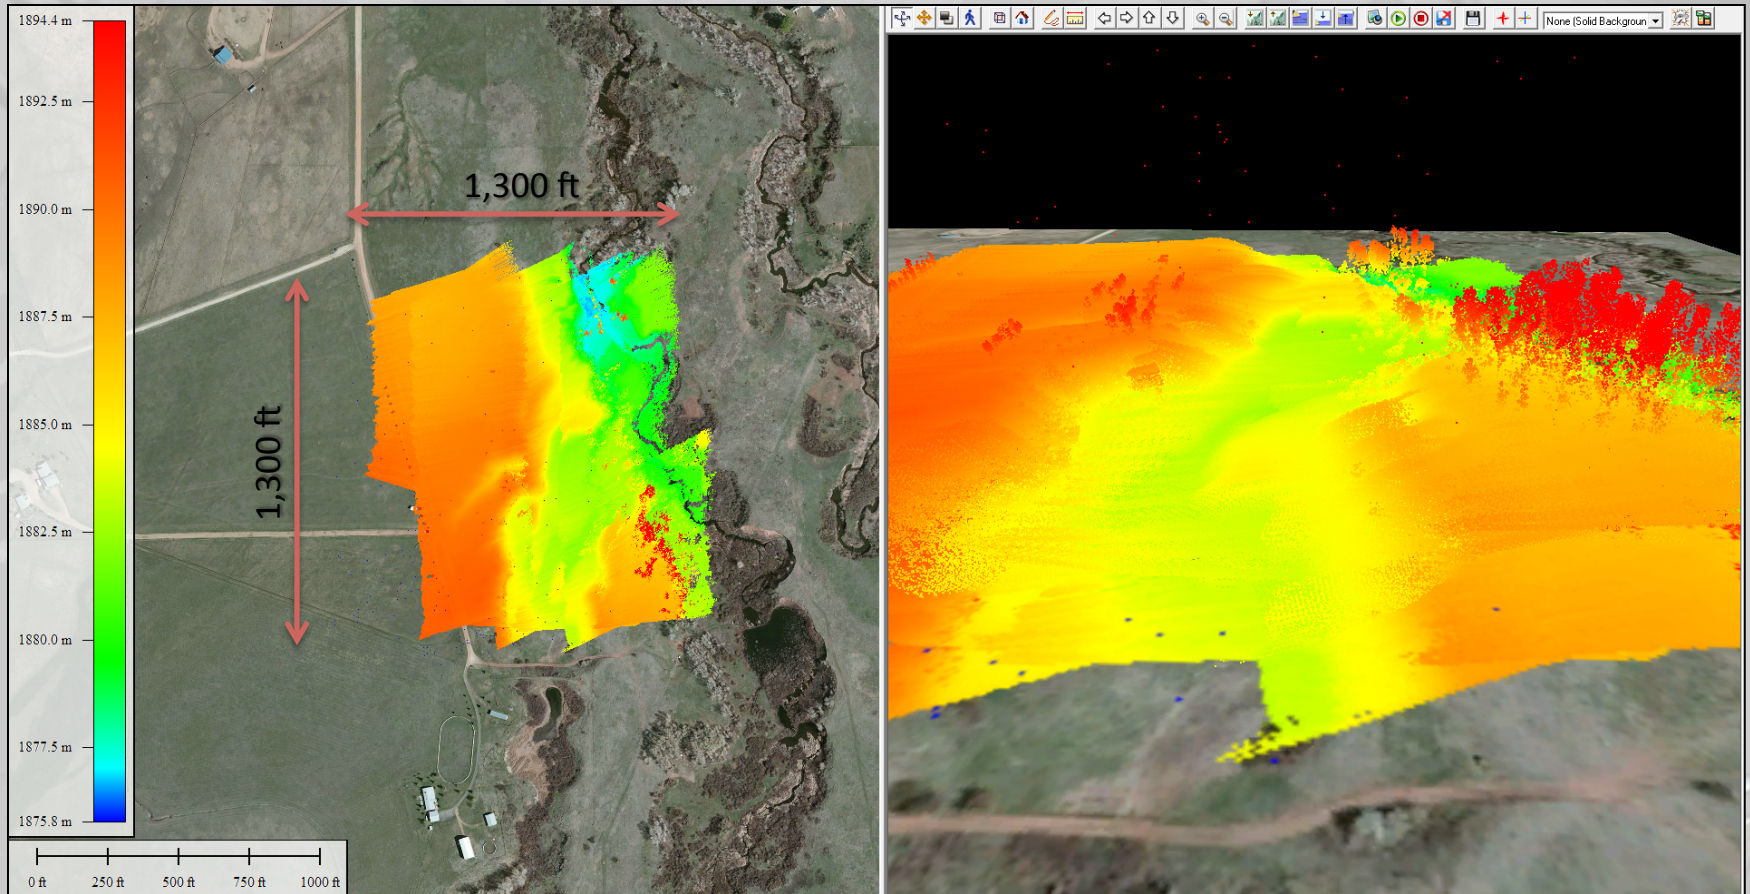 1894.4 m
1892.5 m
1890.0 m
1887.5 m
1885.0 m
1882.5 m
1880.0 m
1877.5 m
1875.8 m
0 ft 250 ft 500 ft 750 ft 1000 ft
1,300 ft
1,300 ft
None (Solid Backgroun